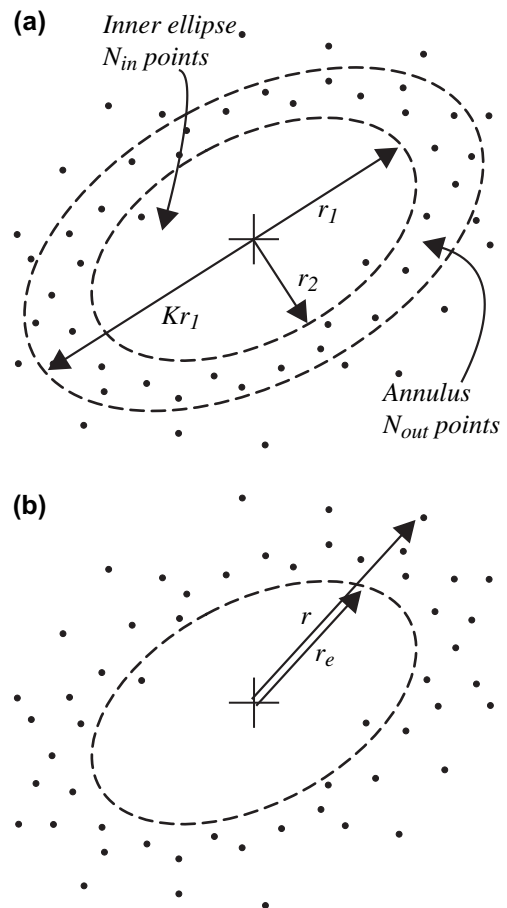 (a)
Inner ellipse
N_in points
r_1
r_2
Kr_1
Annulus
N_out points
(b)
r
r_e